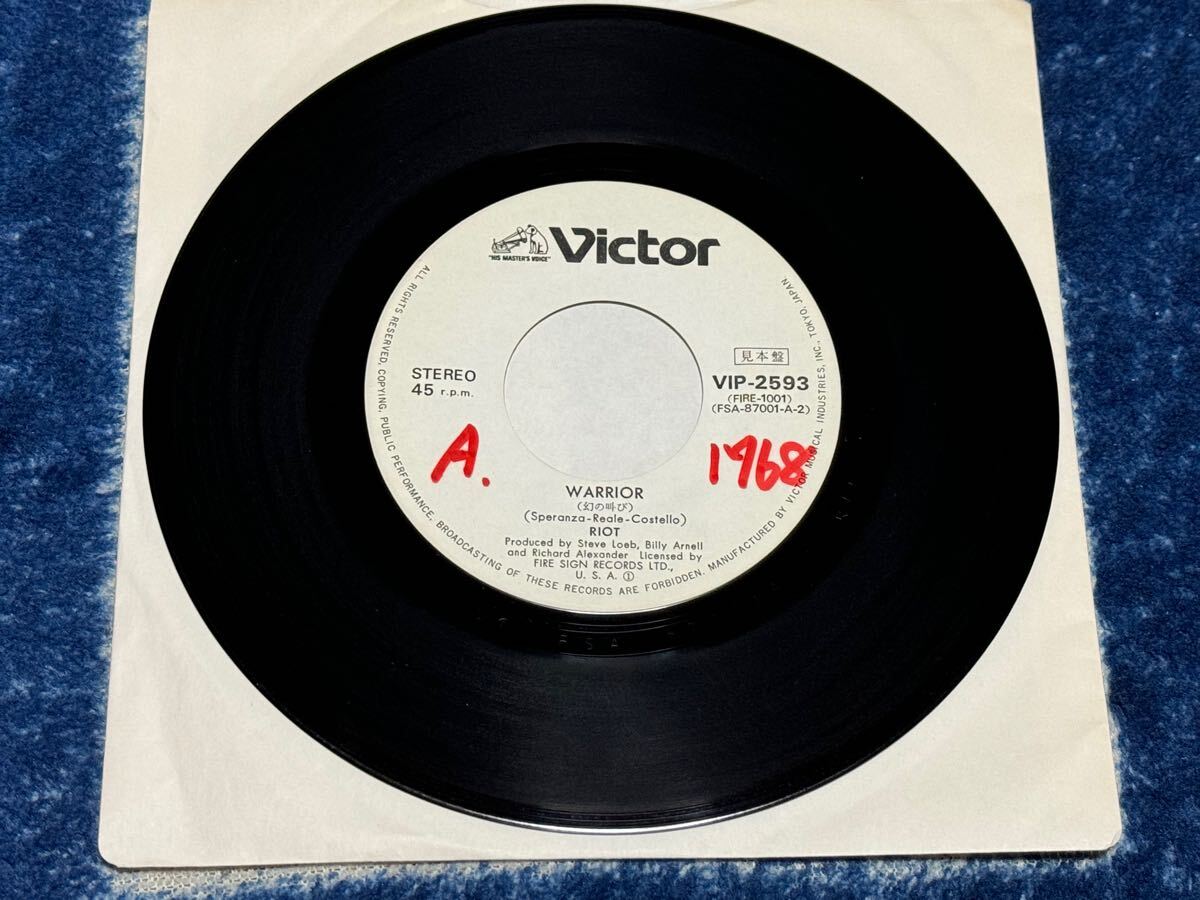 Victor
"HIS MASTER'S VOICE"
見本盤
STEREO
45 r.p.m.
VIP-2593
(FIRE-1001)
(FSA-87001-A-2)
A.
1768
WARRIOR
(幻の叫び)
(Speranza-Reale-Costello)
RIOT
Produced by Steve Loeb, Billy Arnell
and Richard Alexander Licensed by
FIRE SIGN RECORDS LTD.,
U. S. A. ①
ALL RIGHTS RESERVED. COPYING, PUBLIC PERFORMANCE, BROADCASTING OF THESE RECORDS ARE FORBIDDEN. MANUFACTURED BY VICTOR MUSICAL INDUSTRIES, INC., TOKYO, JAPAN.